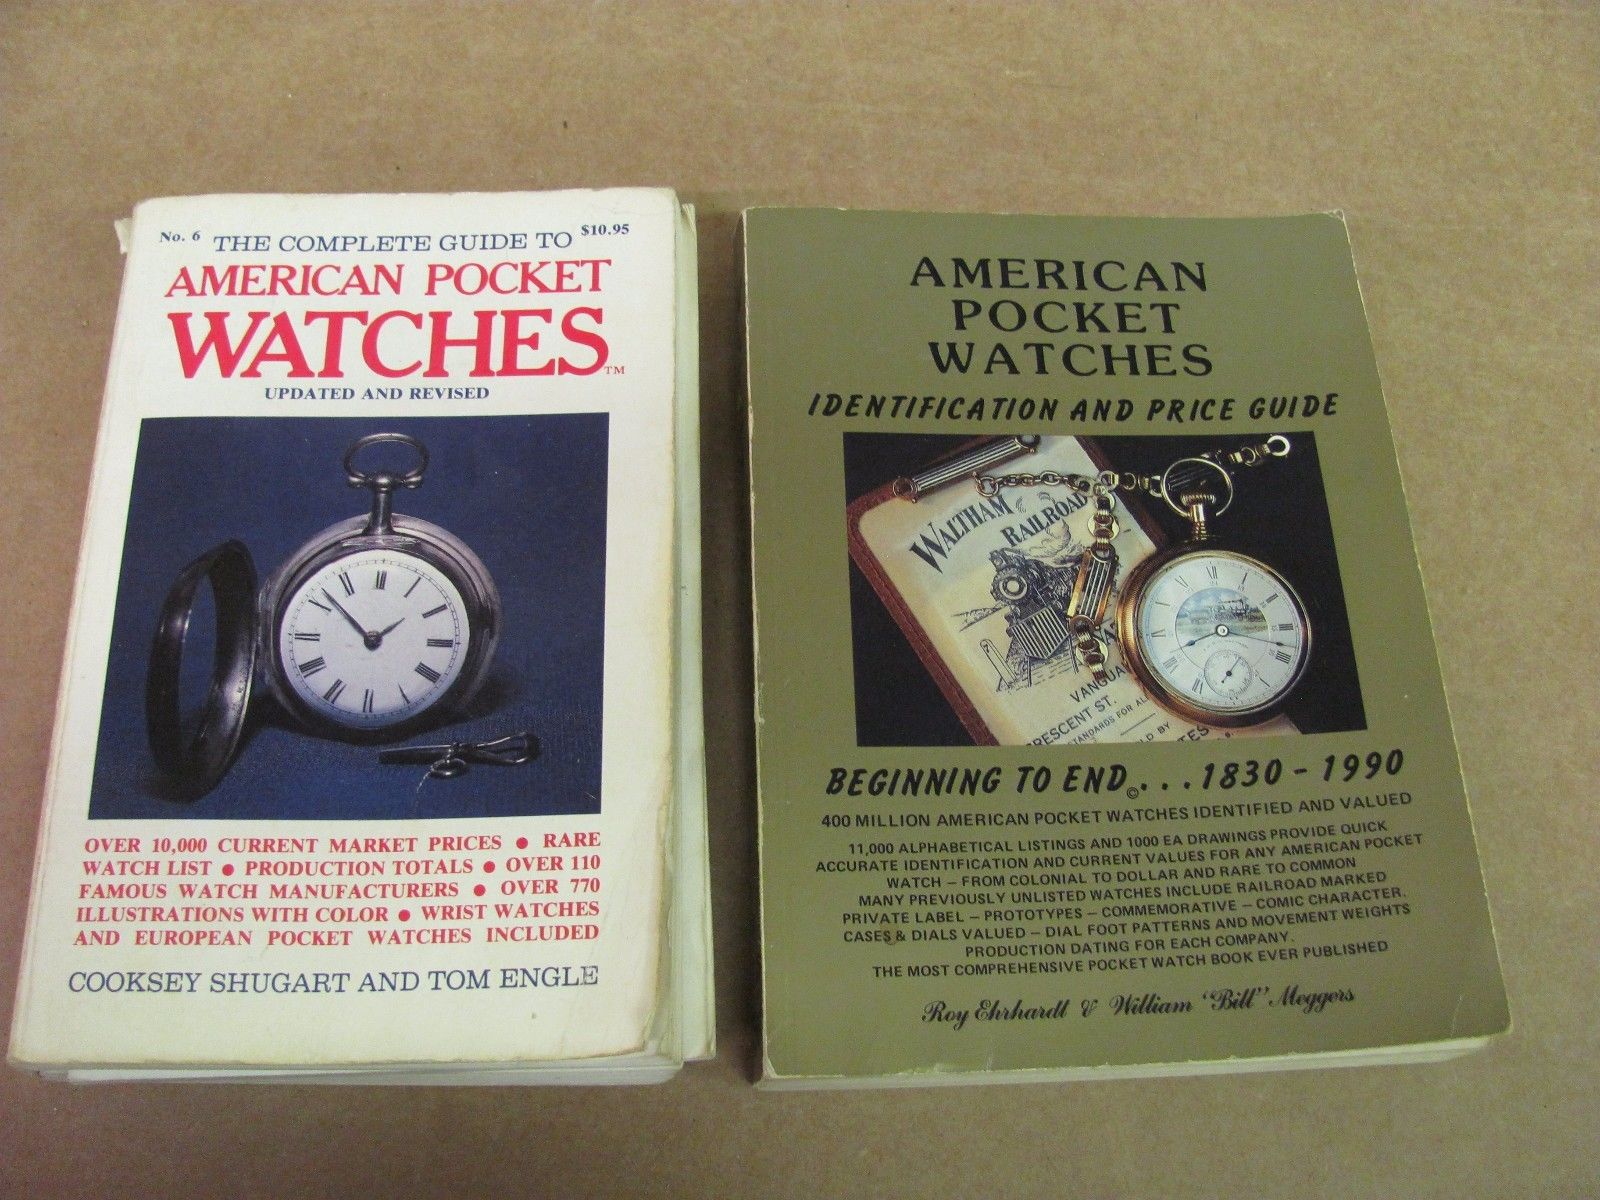 No. 6 THE COMPLETE GUIDE TO $10.95
AMERICAN POCKET
WATCHES TM
UPDATED AND REVISED
OVER 10,000 CURRENT MARKET PRICES ● RARE
WATCH LIST ● PRODUCTION TOTALS ● OVER 110
FAMOUS WATCH MANUFACTURERS ● OVER 770
ILLUSTRATIONS WITH COLOR ● WRIST WATCHES
AND EUROPEAN POCKET WATCHES INCLUDED
COOKSEY SHUGART AND TOM ENGLE
AMERICAN
POCKET
WATCHES
IDENTIFICATION AND PRICE GUIDE
WALTHAM
RAILROAD
CRESCENT ST.
STANDARDS FOR
BEGINNING TO END©...1830 - 1990
400 MILLION AMERICAN POCKET WATCHES IDENTIFIED AND VALUED
11,000 ALPHABETICAL LISTINGS AND 1000 EA DRAWINGS PROVIDE QUICK
ACCURATE IDENTIFICATION AND CURRENT VALUES FOR ANY AMERICAN POCKET
WATCH – FROM COLONIAL TO DOLLAR AND RARE TO COMMON
MANY PREVIOUSLY UNLISTED WATCHES INCLUDE RAILROAD MARKED
PRIVATE LABEL – PROTOTYPES – COMMEMORATIVE – COMIC CHARACTER.
CASES & DIALS VALUED – DIAL FOOT PATTERNS AND MOVEMENT WEIGHTS
PRODUCTION DATING FOR EACH COMPANY.
THE MOST COMPREHENSIVE POCKET WATCH BOOK EVER PUBLISHED
Roy Ehrhardt & William "Bill" Meggers